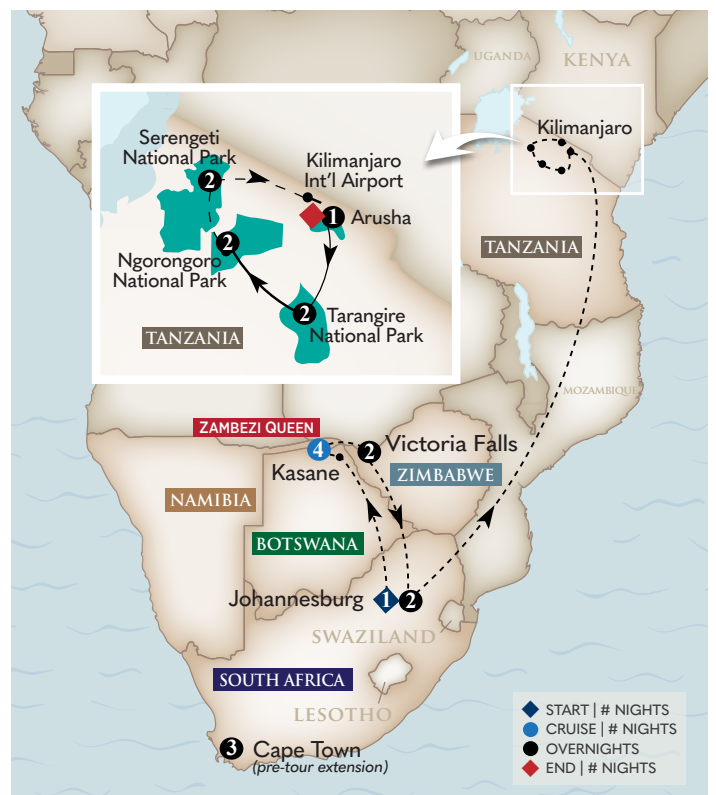 UGANDA
KENYA
Kilimanjaro
Serengeti
National Park
2
Kilimanjaro
Int'l Airport
1
Arusha
2
Ngorongoro
National Park
2
Tarangire
National Park
TANZANIA
TANZANIA
MOZAMBIQUE
ZAMBEZI QUEEN
4
2
Victoria Falls
Kasane
ZIMBABWE
NAMIBIA
BOTSWANA
Johannesburg
1
2
SWAZILAND
SOUTH AFRICA
LESOTHO
3
Cape Town
(pre-tour extension)
START | # NIGHTS
CRUISE | # NIGHTS
OVERNIGHTS
END | # NIGHTS